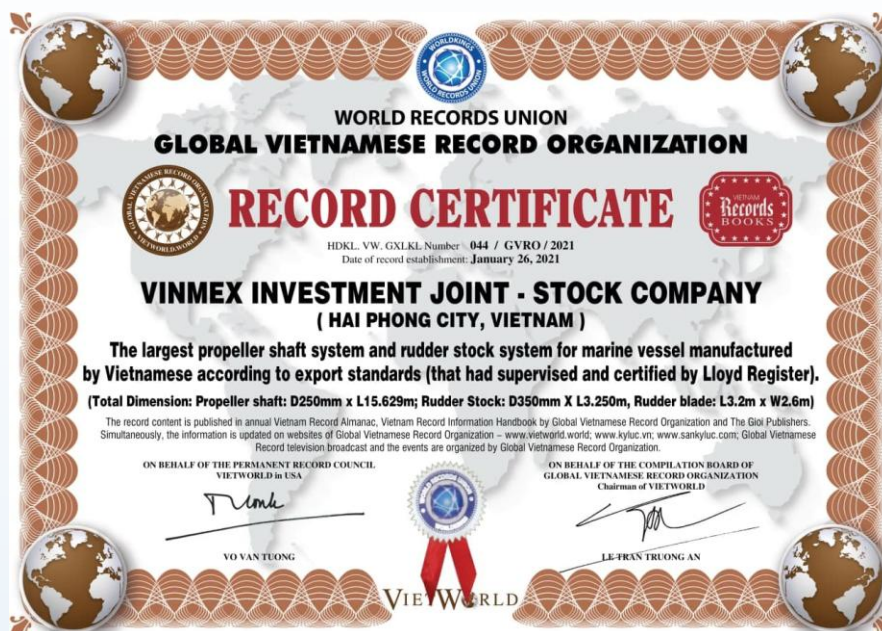 WORLDKINGS
WORLD RECORDS UNION
WORLD RECORDS UNION
GLOBAL VIETNAMESE RECORD ORGANIZATION
GLOBAL VIETNAMESE RECORD ORGANIZATION
VIETWORLD.WORLD
RECORD CERTIFICATE
VIETNAM
Records
BOOKS
HDKL. VW. GXLKL Number 044 / GVRO / 2021
Date of record establishment: January 26, 2021
VINMEX INVESTMENT JOINT - STOCK COMPANY
( HAI PHONG CITY, VIETNAM )
The largest propeller shaft system and rudder stock system for marine vessel manufactured
by Vietnamese according to export standards (that had supervised and certified by Lloyd Register).
(Total Dimension: Propeller shaft: D250mm x L15.629m; Rudder Stock: D350mm X L3.250m, Rudder blade: L3.2m x W2.6m)
The record content is published in annual Vietnam Record Almanac, Vietnam Record Information Handbook by Global Vietnamese Record Organization and The Gioi Publishers.
Simultaneously, the information is updated on websites of Global Vietnamese Record Organization – www.vietworld.world; www.kyluc.vn; www.sankyluc.com; Global Vietnamese
Record television broadcast and the events are organized by Global Vietnamese Record Organization.
ON BEHALF OF THE PERMANENT RECORD COUNCIL
VIETWORLD in USA
VO VAN TUONG
ON BEHALF OF THE COMPILATION BOARD OF
GLOBAL VIETNAMESE RECORD ORGANIZATION
Chairman of VIETWORLD
LE TRAN TRUONG AN
VIETWORLD